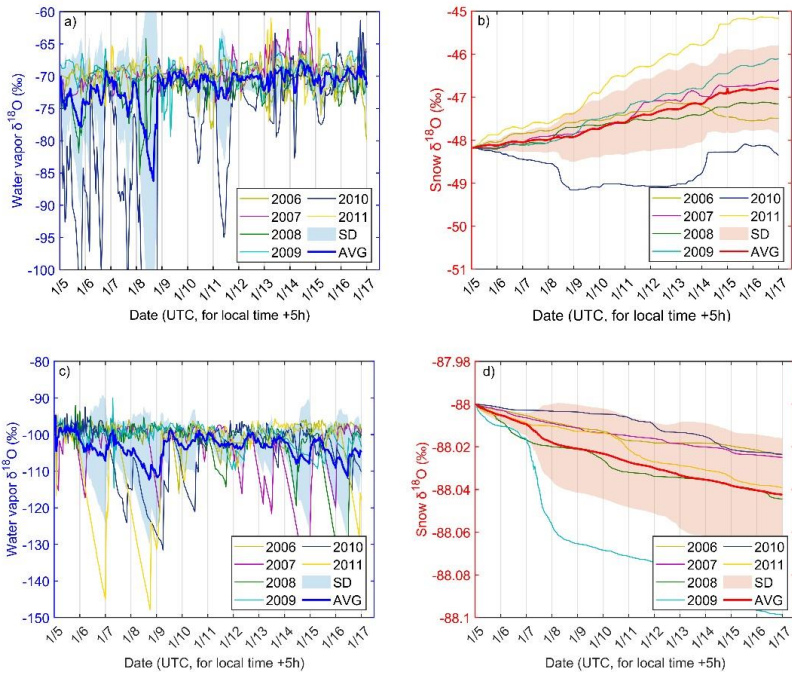 a)
Water vapor δ18O (‰)
-60
-65
-70
-75
-80
-85
-90
-95
-100
2006 2010
2007 2011
2008 SD
2009 AVG
1/5 1/6 1/7 1/8 1/9 1/10 1/11 1/12 1/13 1/14 1/15 1/16 1/17
Date (UTC, for local time +5h)
b)
Snow δ18O (‰)
-45
-46
-47
-48
-49
-50
-51
2006 2010
2007 2011
2008 SD
2009 AVG
1/5 1/6 1/7 1/8 1/9 1/10 1/11 1/12 1/13 1/14 1/15 1/16 1/17
Date (UTC, for local time +5h)
c)
Water vapor δ18O (‰)
-80
-90
-100
-110
-120
-130
-140
-150
2006 2010
2007 2011
2008 SD
2009 AVG
1/5 1/6 1/7 1/8 1/9 1/10 1/11 1/12 1/13 1/14 1/15 1/16 1/17
Date (UTC, for local time +5h)
d)
Snow δ18O (‰)
-87.98
-88
-88.02
-88.04
-88.06
-88.08
-88.1
2006 2010
2007 2011
2008 SD
2009 AVG
1/5 1/6 1/7 1/8 1/9 1/10 1/11 1/12 1/13 1/14 1/15 1/16 1/17
Date (UTC, for local time +5h)